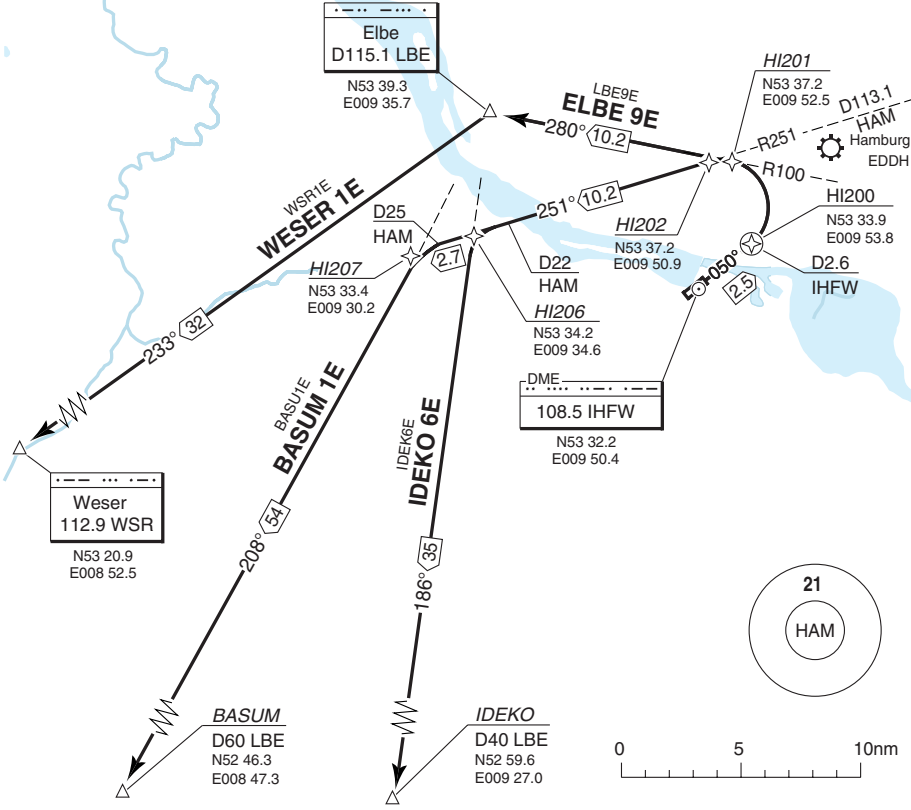 Elbe
D115.1 LBE
N53 39.3
E009 35.7
LBE9E
ELBE 9E
280° 10.2
HI201
N53 37.2
E009 52.5
D113.1
HAM
R251
Hamburg
EDDH
R100
HI200
N53 33.9
E009 53.8
D2.6
IHFW
HI202
N53 37.2
E009 50.9
050°
2.5
251° 10.2
WSR1E
WESER 1E
D25
HAM
2.7
D22
HAM
HI207
N53 33.4
E009 30.2
HI206
N53 34.2
E009 34.6
233° 32
DME
108.5 IHFW
N53 32.2
E009 50.4
BASU1E
BASUM 1E
IDEK6E
IDEKO 6E
Weser
112.9 WSR
N53 20.9
E008 52.5
208° 54
186° 35
21
HAM
BASUM
D60 LBE
N52 46.3
E008 47.3
IDEKO
D40 LBE
N52 59.6
E009 27.0
0 5 10nm